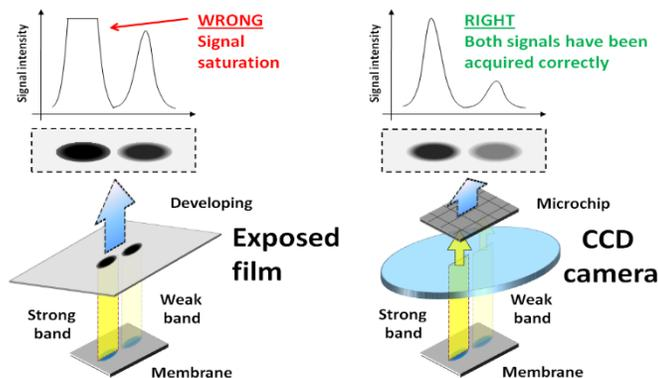 Signal intensity
WRONG
Signal
saturation
Developing
Exposed
film
Strong
band
Weak
band
Membrane
Signal intensity
RIGHT
Both signals have been
acquired correctly
Microchip
CCD
camera
Strong
band
Weak
band
Membrane